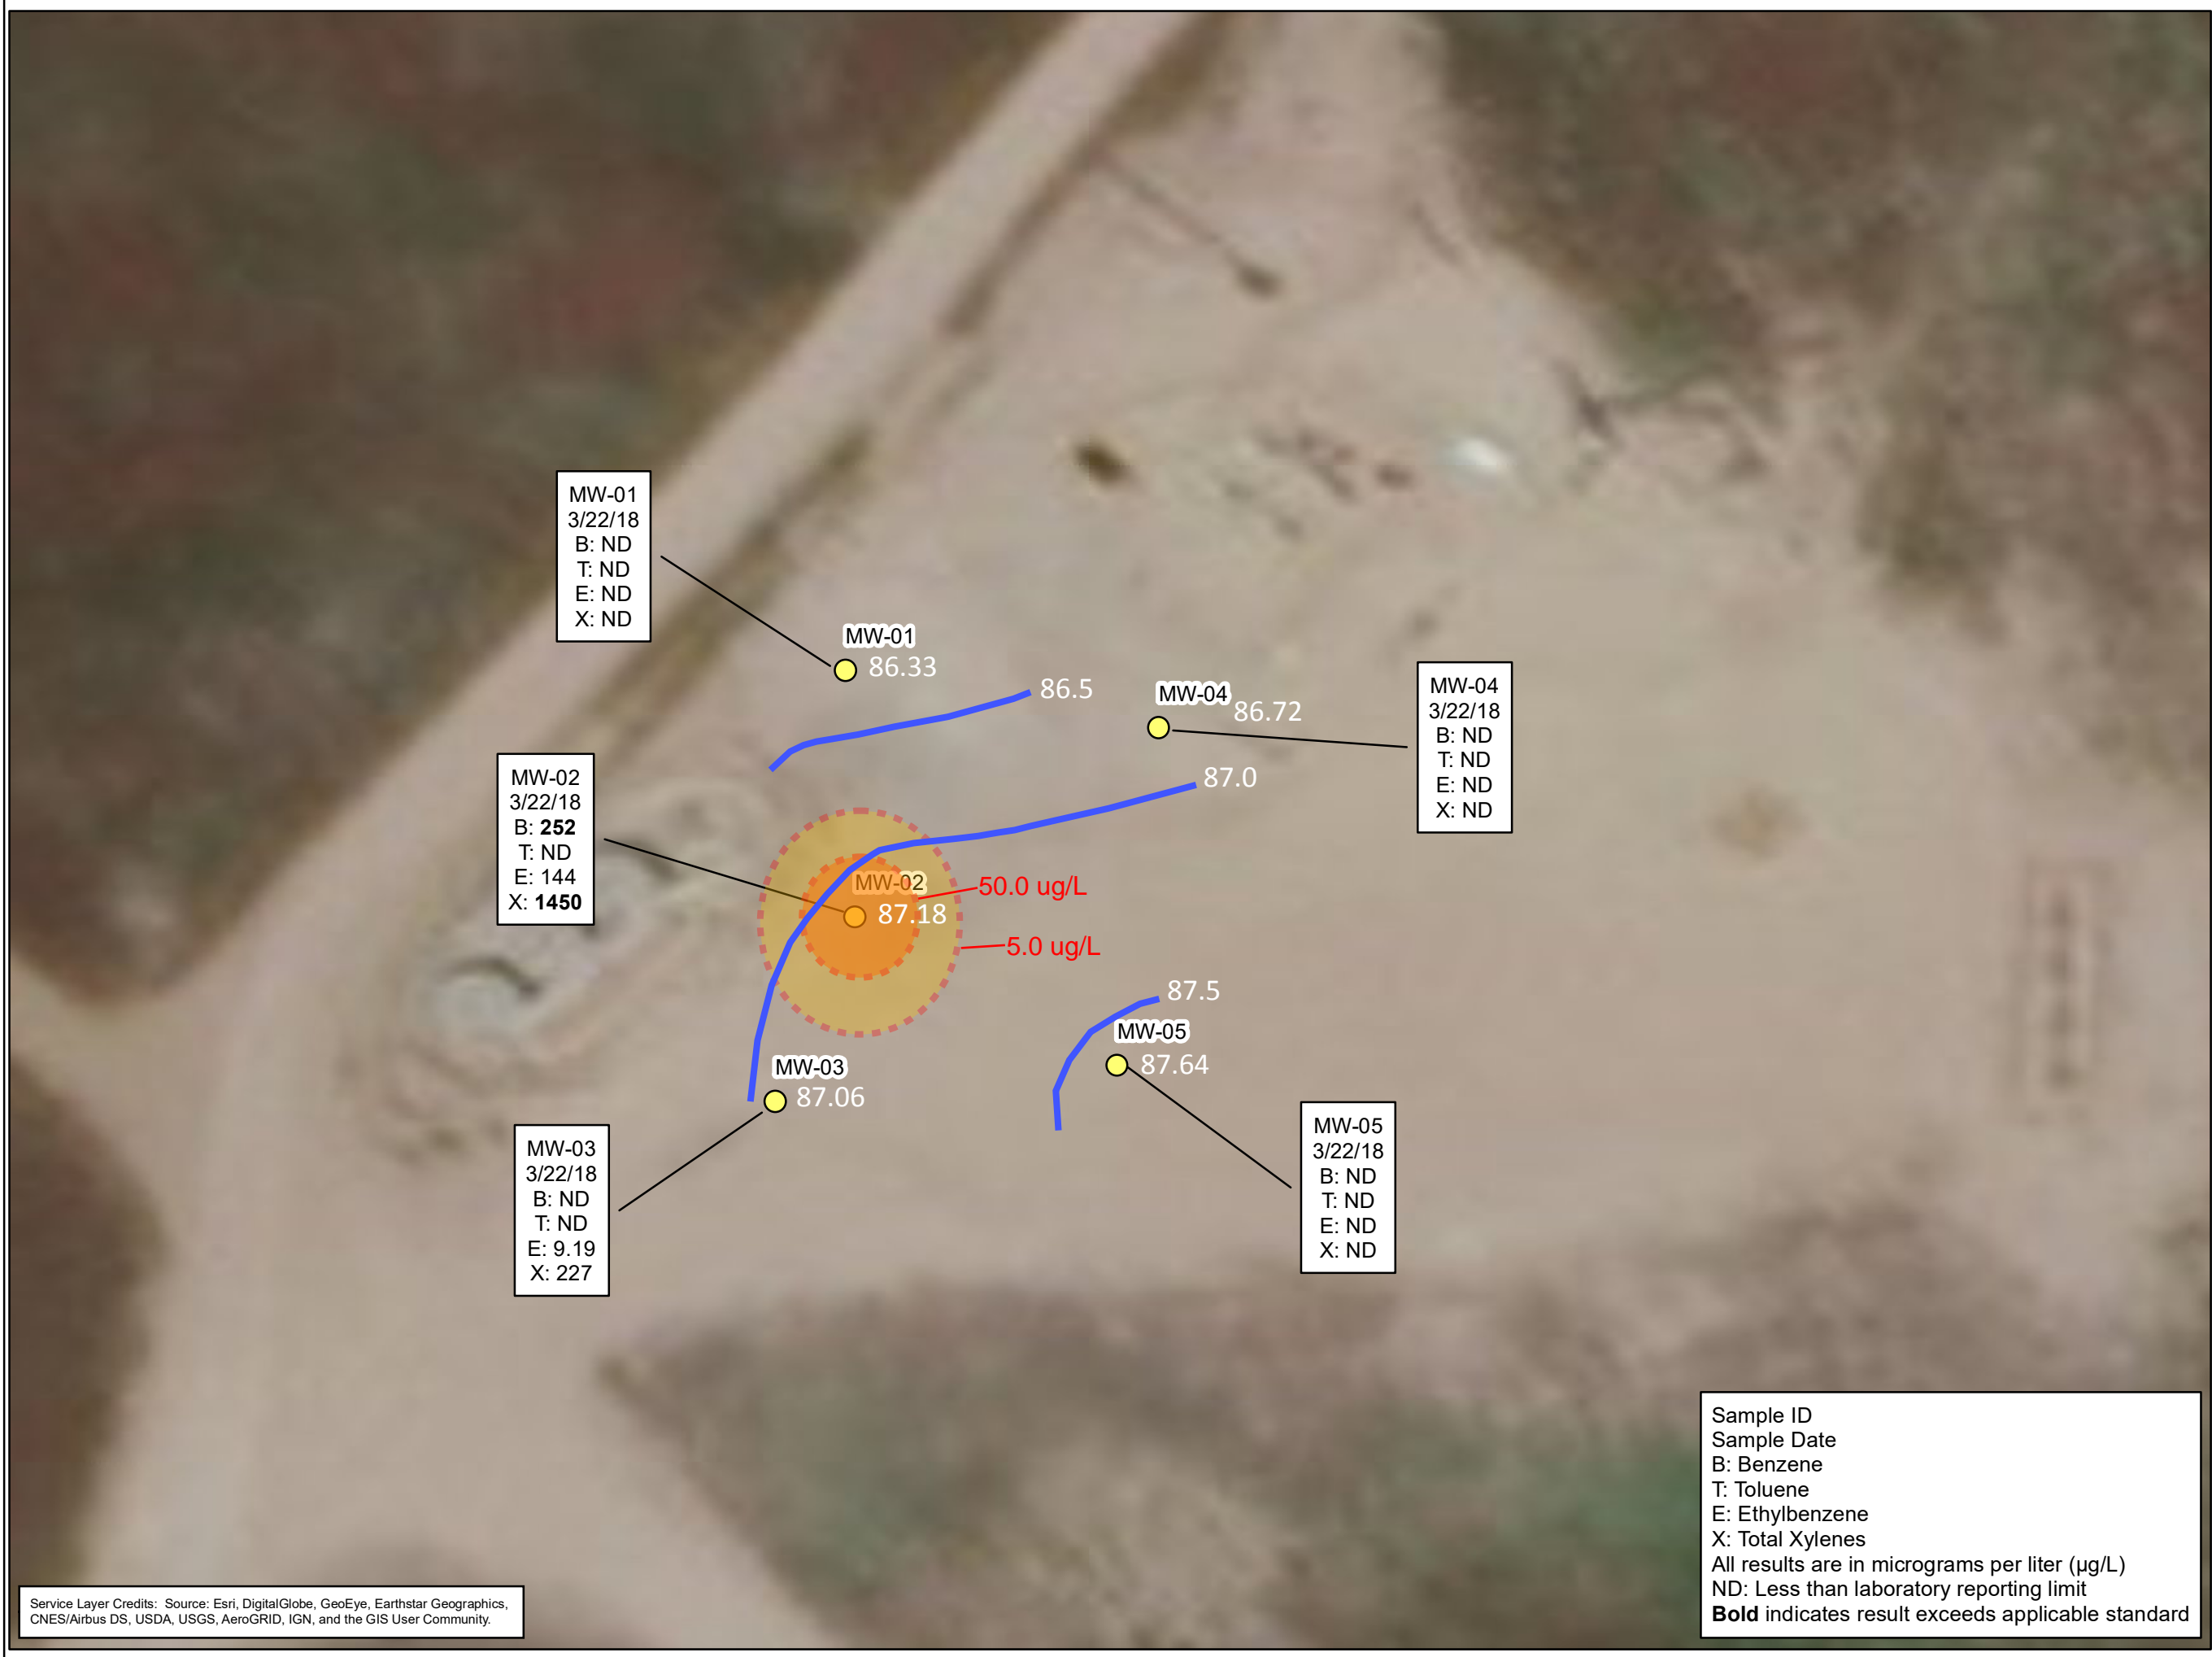 MW-01
3/22/18
B: ND
T: ND
E: ND
X: ND
MW-01
86.33
86.5
MW-04
86.72
MW-04
3/22/18
B: ND
T: ND
E: ND
X: ND
87.0
MW-02
3/22/18
B: 252
T: ND
E: 144
X: 1450
MW-02
87.18
50.0 ug/L
5.0 ug/L
87.5
MW-05
87.64
MW-03
87.06
MW-03
3/22/18
B: ND
T: ND
E: 9.19
X: 227
MW-05
3/22/18
B: ND
T: ND
E: ND
X: ND
Sample ID
Sample Date
B: Benzene
T: Toluene
E: Ethylbenzene
X: Total Xylenes
All results are in micrograms per liter (µg/L)
ND: Less than laboratory reporting limit
Bold indicates result exceeds applicable standard
Service Layer Credits: Source: Esri, DigitalGlobe, GeoEye, Earthstar Geographics,
CNES/Airbus DS, USDA, USGS, AeroGRID, IGN, and the GIS User Community.